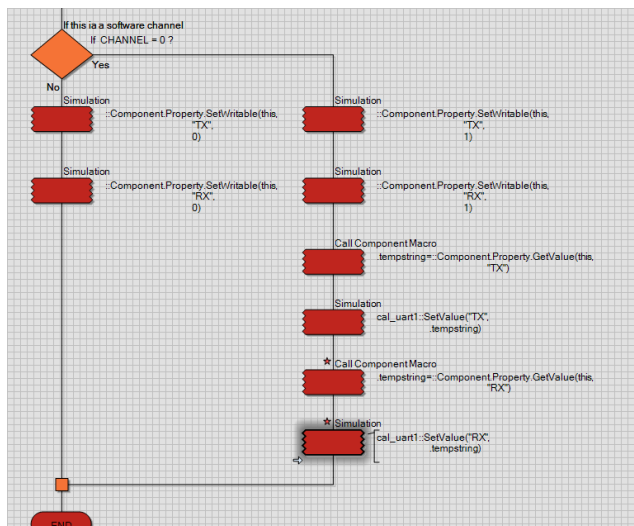 If this ia a software channel
If CHANNEL = 0 ?
Yes
No
Simulation
::Component.Property.SetWritable(this,
"TX",
0)
Simulation
::Component.Property.SetWritable(this,
"RX",
0)
Simulation
::Component.Property.SetWritable(this,
"TX",
1)
Simulation
::Component.Property.SetWritable(this,
"RX",
1)
Call Component Macro
.tempstring=::Component.Property.GetValue(this,
"TX")
Simulation
cal_uart1::SetValue("TX",
.tempstring)
Call Component Macro
.tempstring=::Component.Property.GetValue(this,
"RX")
Simulation
cal_uart1::SetValue("RX",
.tempstring)
END